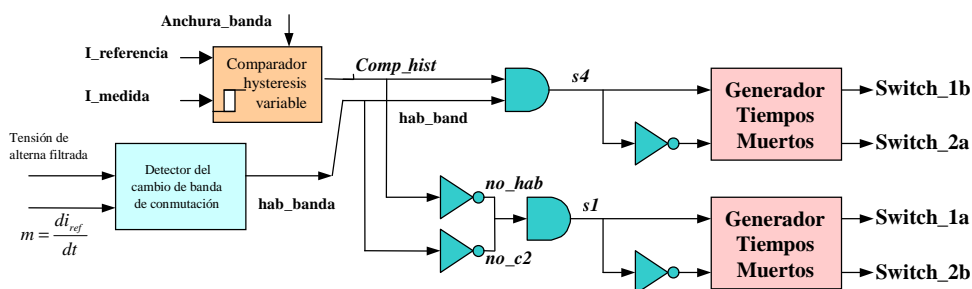 Anchura_banda
I_referencia
I_medida
Comparador
hysteresis
variable
Comp_hist
hab_band
s4
Generador
Tiempos
Muertos
Switch_1b
Switch_2a
Tensión de
alterna filtrada
m = di_ref / dt
Detector del
cambio de banda
de conmutación
hab_banda
no_hab
no_c2
s1
Generador
Tiempos
Muertos
Switch_1a
Switch_2b